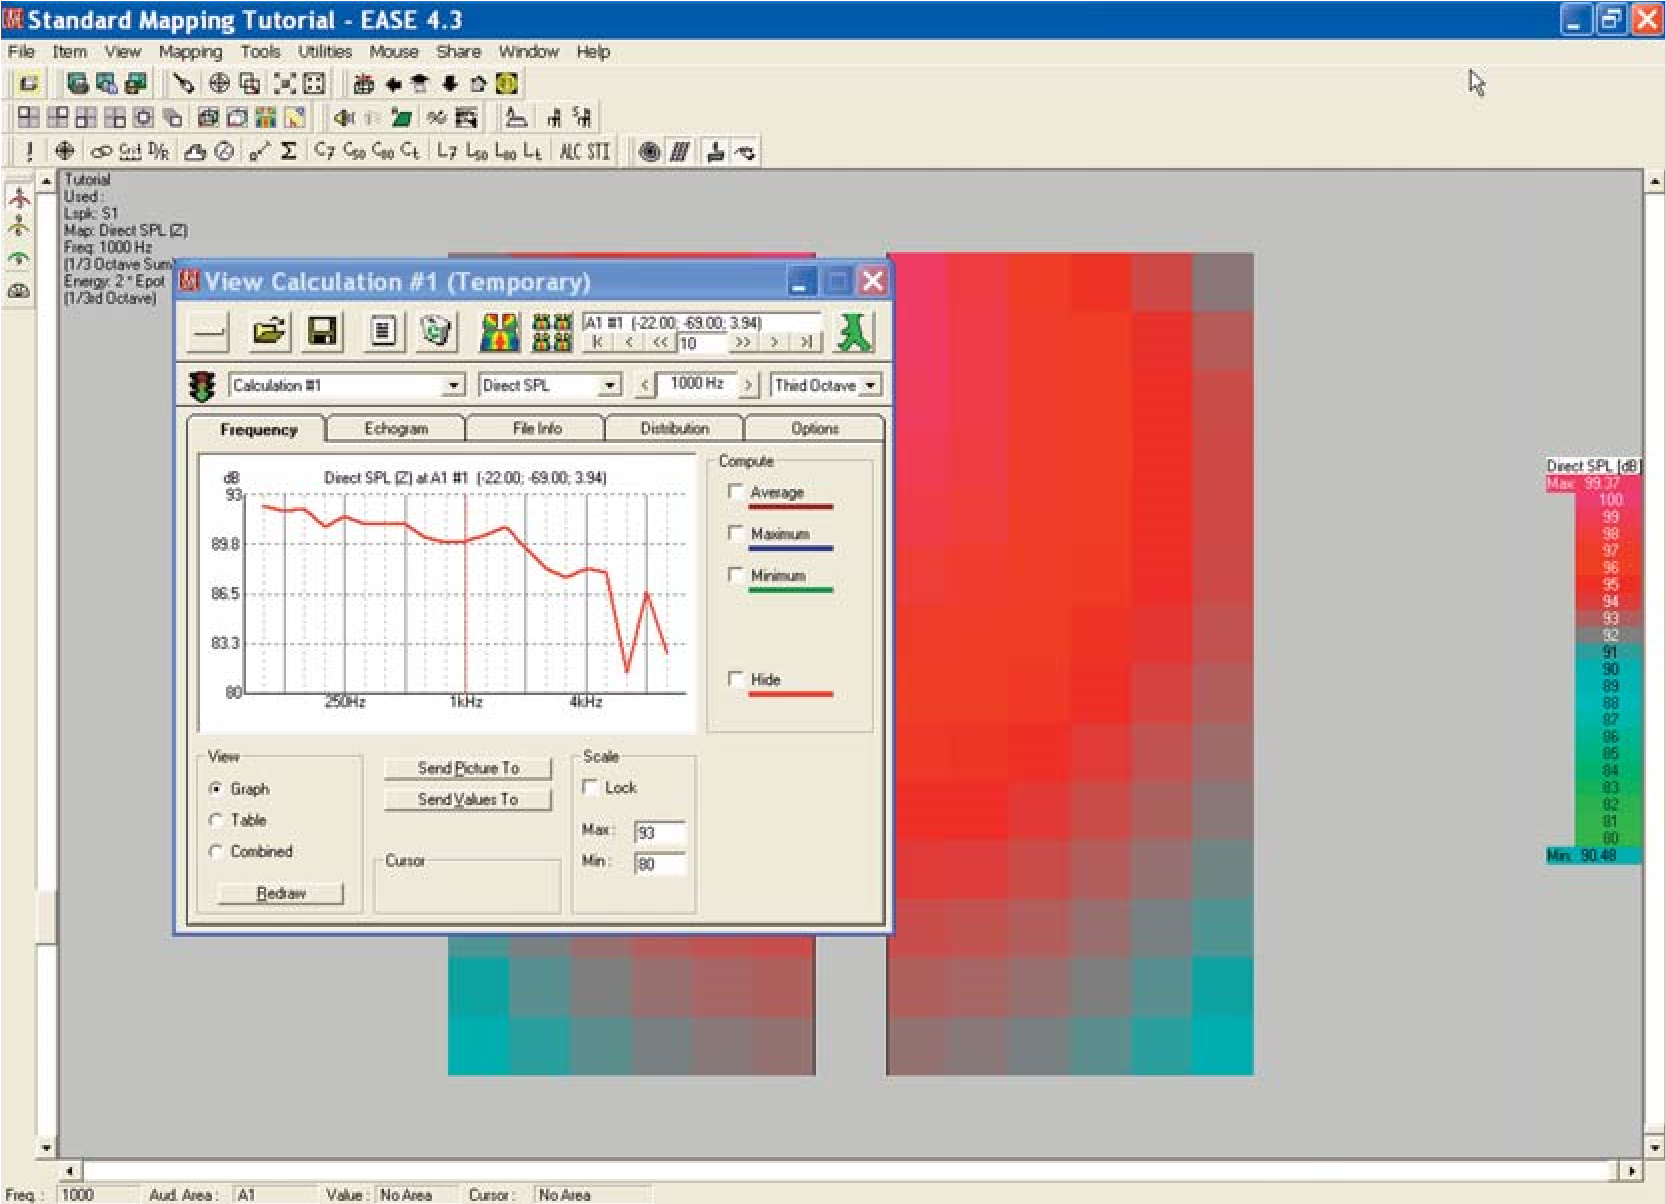 Standard Mapping Tutorial - EASE 4.3
File Item View Mapping Tools Utilities Mouse Share Window Help
! Crit D/R Σ C7 C50 C80 Ct L7 L50 L80 Lt ALC STI
Tutorial
Used :
Lspk: S1
Map: Direct SPL (Z)
Freq: 1000 Hz
(1/3 Octave Sum
Energy: 2 * Epot
(1/3rd Octave)
View Calculation #1 (Temporary)
A1 #1 (-22.00; -69.00; 3.94)
|< < << 10 >> > >|
Calculation #1 Direct SPL < 1000 Hz > Third Octave
Frequency Echogram File Info Distribution Options
dB Direct SPL (Z) at A1 #1 (-22.00; -69.00; 3.94)
93
89.8
86.5
83.3
80
250Hz 1kHz 4kHz
Compute
Average
Maximum
Minimum
Hide
View
Graph
Table
Combined
Redraw
Send Picture To
Send Values To
Cursor
Scale
Lock
Max : 93
Min : 80
Direct SPL [dB]
Max: 99.37
100
99
98
97
96
95
94
93
92
91
90
89
88
87
86
85
84
83
82
81
80
Min: 90.48
Freq : 1000 Aud. Area : A1 Value : No Area Cursor : No Area